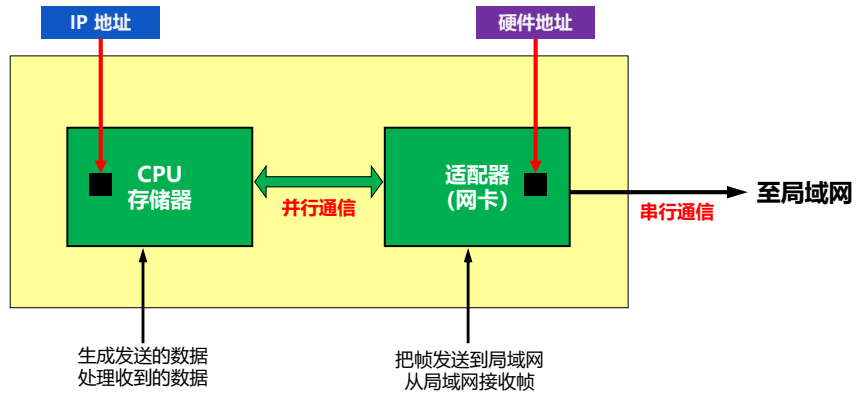 IP 地址
硬件地址
CPU
存储器
适配器
（网卡）
并行通信
串行通信
至局域网
生成发送的数据
处理收到的数据
把帧发送到局域网
从局域网接收帧